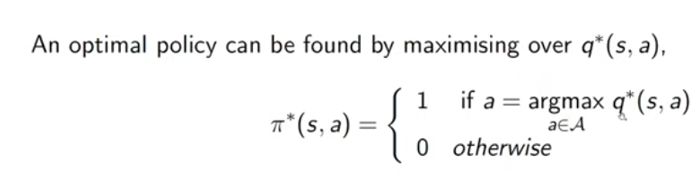 An optimal policy can be found by maximising over q*(s, a),
π*(s, a) = { 1 if a = argmax q*(s, a)
a∈𝒜
0 otherwise